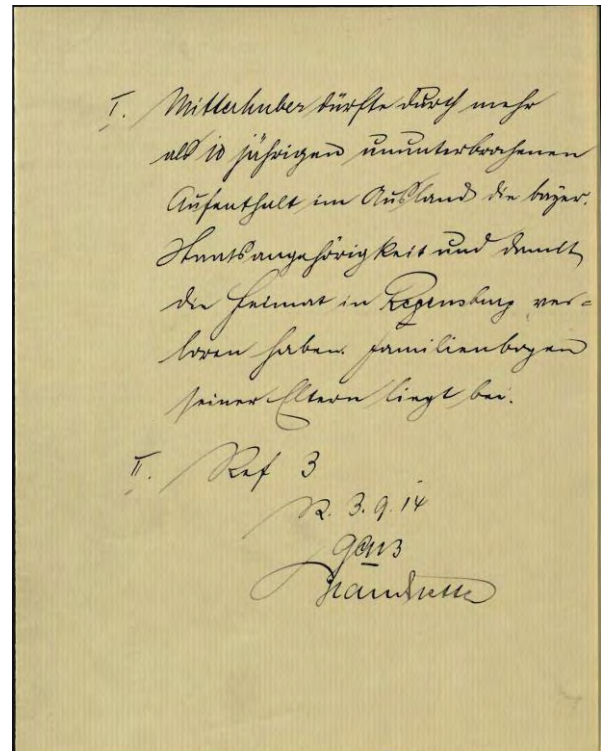 I. Mitterhuber dürfte durch mehr
als 10 jährigen ununterbrochenen
Aufenthalt im Ausland die bayer.
Staatsangehörigkeit und damit
die Heimat in Regensburg ver=
loren haben. Familienbogen
seiner Eltern liegt bei.
II. Ref 3
R. 3.9.14